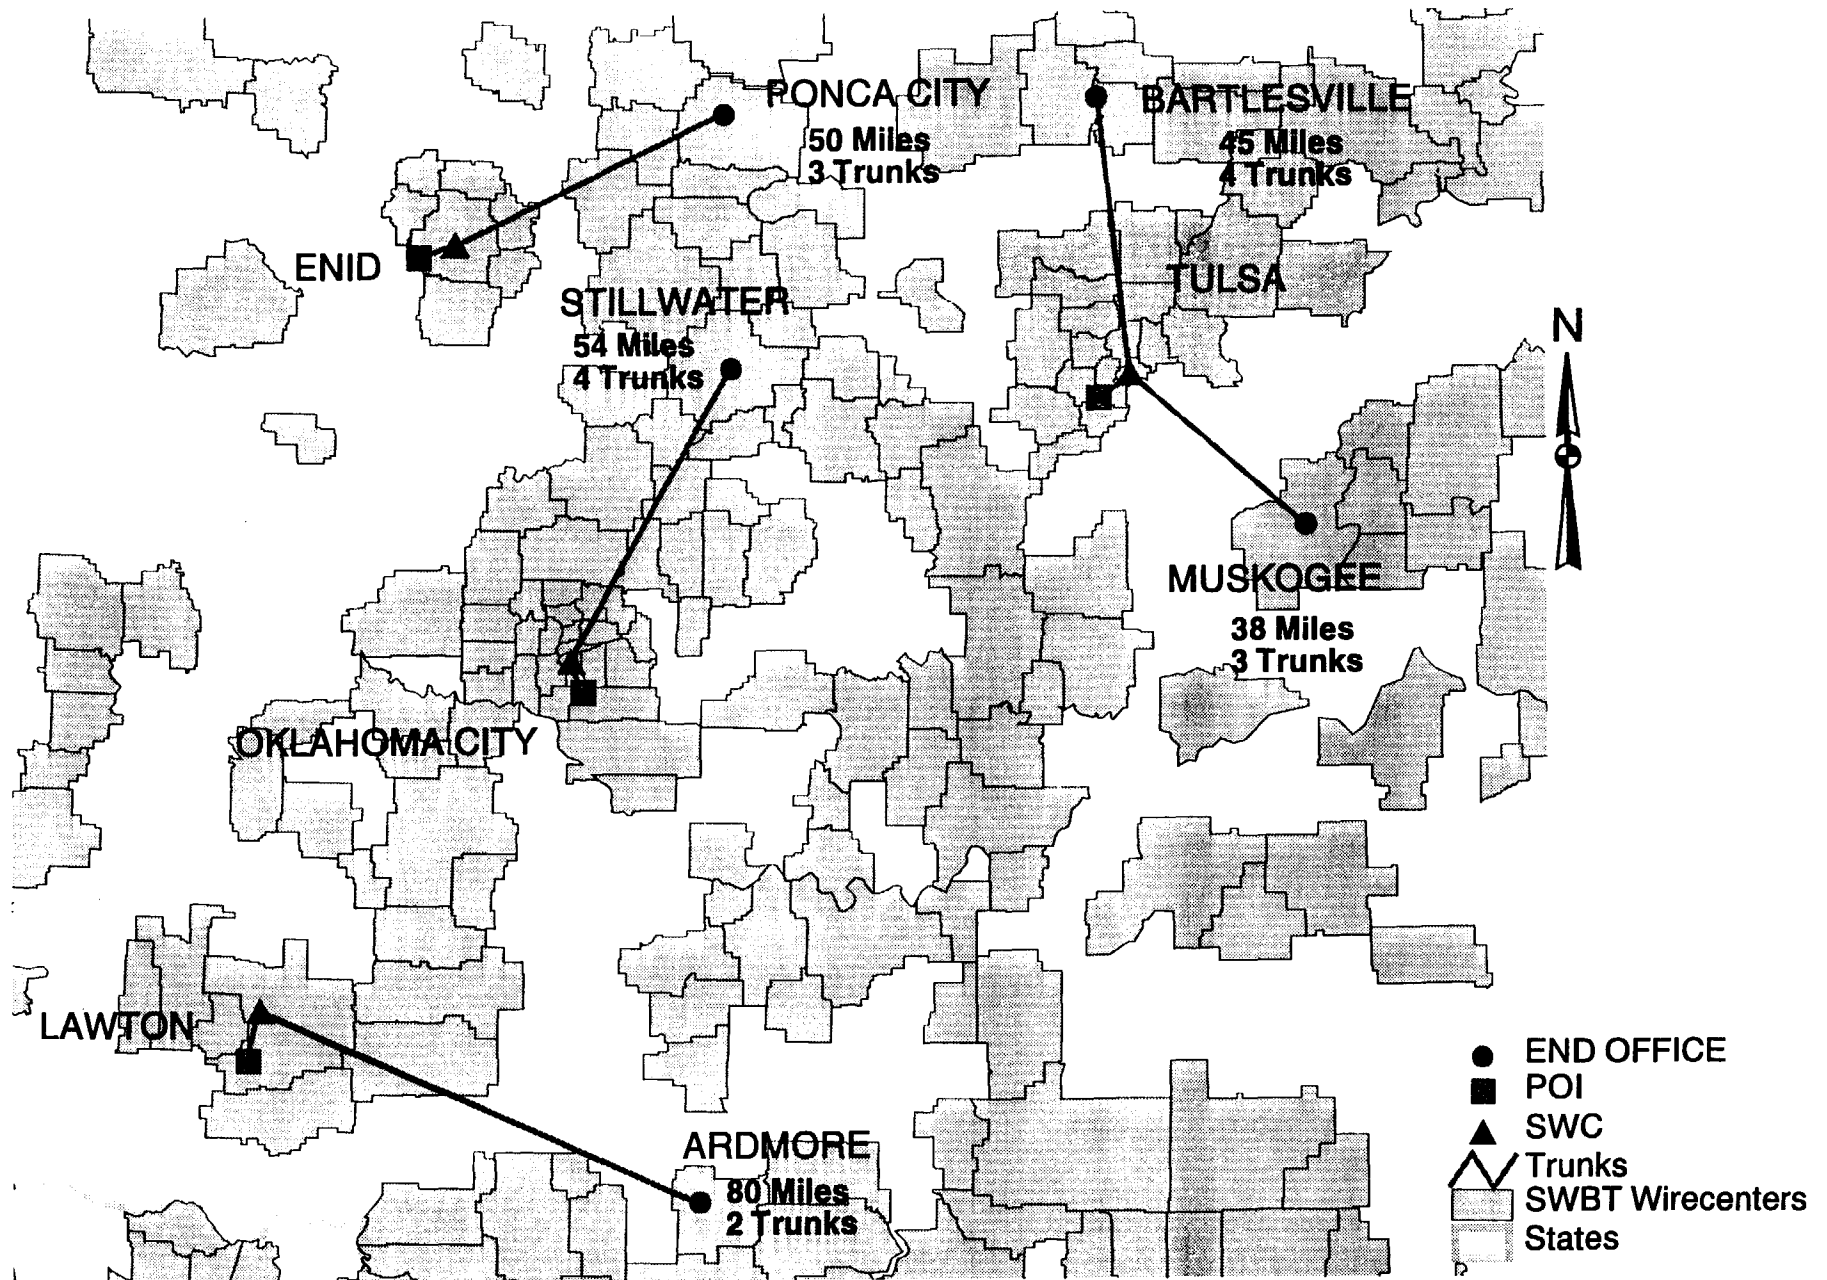 PONCA CITY
50 Miles
3 Trunks
BARTLESVILLE
45 Miles
4 Trunks
ENID
TULSA
STILLWATER
54 Miles
4 Trunks
N
MUSKOGEE
38 Miles
3 Trunks
OKLAHOMA CITY
LAWTON
ARDMORE
80 Miles
2 Trunks
END OFFICE
POI
SWC
Trunks
SWBT Wirecenters
States